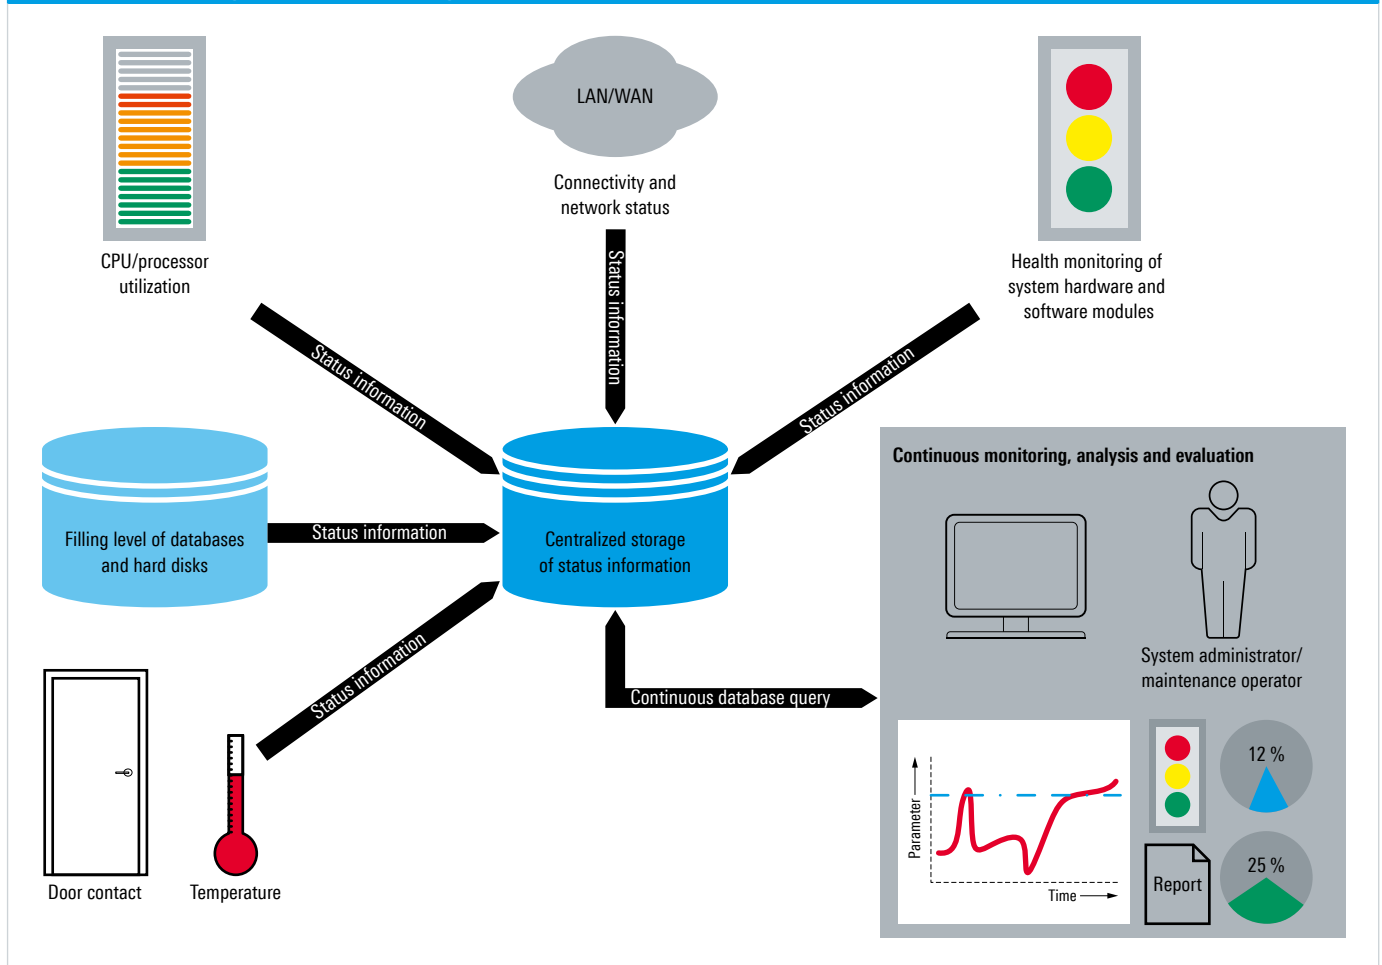 LAN/WAN
Connectivity and
network status
CPU/processor
utilization
Health monitoring of
system hardware and
software modules
Status information
Status information
Status information
Filling level of databases
and hard disks
Status information
Centralized storage
of status information
Status information
Continuous database query
Door contact
Temperature
Continuous monitoring, analysis and evaluation
System administrator/
maintenance operator
Parameter
Time
12 %
Report
25 %